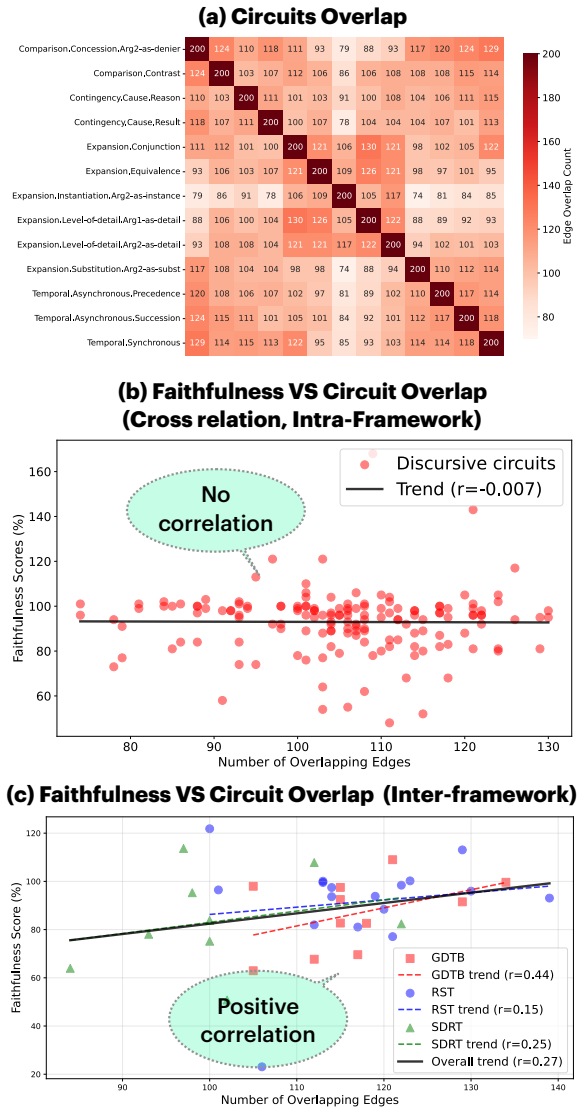 (a) Circuits Overlap
Comparison.Concession.Arg2-as-denier 200 124 110 118 111 93 79 88 93 117 120 124 129
Comparison.Contrast 124 200 103 107 112 106 86 106 108 108 108 115 114
Contingency.Cause.Reason 110 103 200 111 101 103 91 100 108 104 106 111 115
Contingency.Cause.Result 118 107 111 200 100 107 78 104 104 104 107 101 113
Expansion.Conjunction 111 112 101 100 200 121 106 130 121 98 102 105 122
Expansion.Equivalence 93 106 103 107 121 200 109 126 121 98 97 101 95
Expansion.Instantiation.Arg2-as-instance 79 86 91 78 106 109 200 105 117 74 81 84 85
Expansion.Level-of-detail.Arg1-as-detail 88 106 100 104 130 126 105 200 122 88 89 92 93
Expansion.Level-of-detail.Arg2-as-detail 93 108 108 104 121 121 117 122 200 94 102 101 103
Expansion.Substitution.Arg2-as-subst 117 108 104 104 98 98 74 88 94 200 110 112 114
Temporal.Asynchronous.Precedence 120 108 106 107 102 97 81 89 102 110 200 117 114
Temporal.Asynchronous.Succession 124 115 111 101 105 101 84 92 101 112 117 200 118
Temporal.Synchronous 129 114 115 113 122 95 85 93 103 114 114 118 200
200
180
160
140
120
100
80
Edge Overlap Count
(b) Faithfulness VS Circuit Overlap
(Cross relation, Intra-Framework)
Faithfulness Scores (%)
160
140
120
100
80
60
Discursive circuits
Trend (r=-0.007)
No
correlation
80 90 100 110 120 130
Number of Overlapping Edges
(c) Faithfulness VS Circuit Overlap (Inter-framework)
Faithfulness Score (%)
120
100
80
60
40
20
Positive
correlation
GDTB
GDTB trend (r=0.44)
RST
RST trend (r=0.15)
SDRT
SDRT trend (r=0.25)
Overall trend (r=0.27)
90 100 110 120 130 140
Number of Overlapping Edges